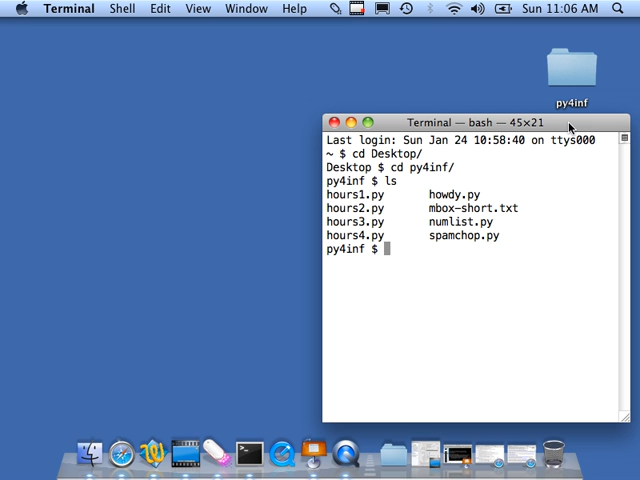 Terminal Shell Edit View Window Help Sun 11:06 AM
py4inf
Terminal — bash — 45×21
Last login: Sun Jan 24 10:58:40 on ttys000
~ $ cd Desktop/
Desktop $ cd py4inf/
py4inf $ ls
hours1.py howdy.py
hours2.py mbox-short.txt
hours3.py numlist.py
hours4.py spamchop.py
py4inf $